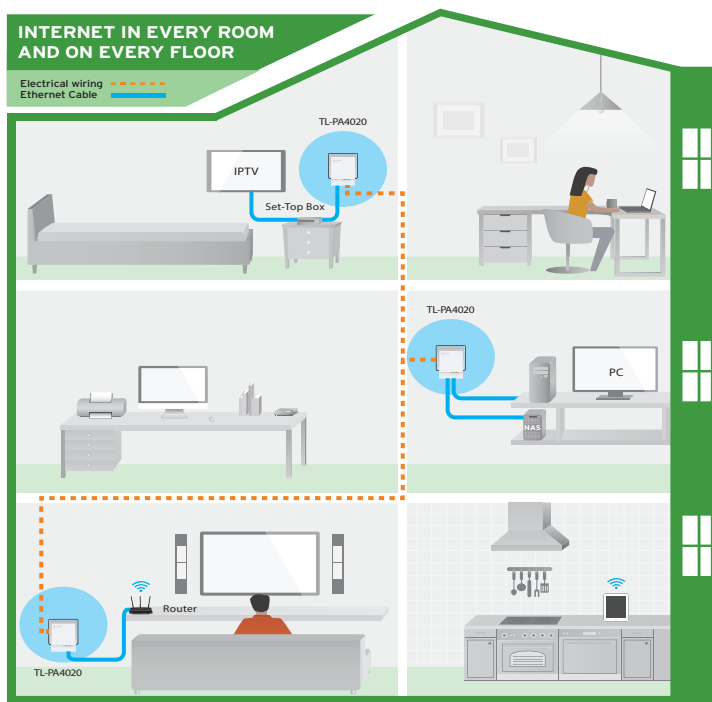 INTERNET IN EVERY ROOM
AND ON EVERY FLOOR
Electrical wiring
Ethernet Cable
TL-PA4020
IPTV
Set-Top Box
TL-PA4020
PC
NAS
Router
TL-PA4020